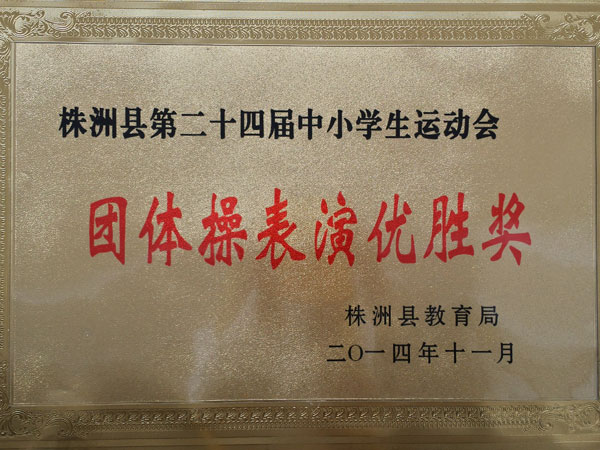 株洲县第二十四届中小学生运动会
团体操表演优胜奖
株洲县教育局
二〇一四年十一月